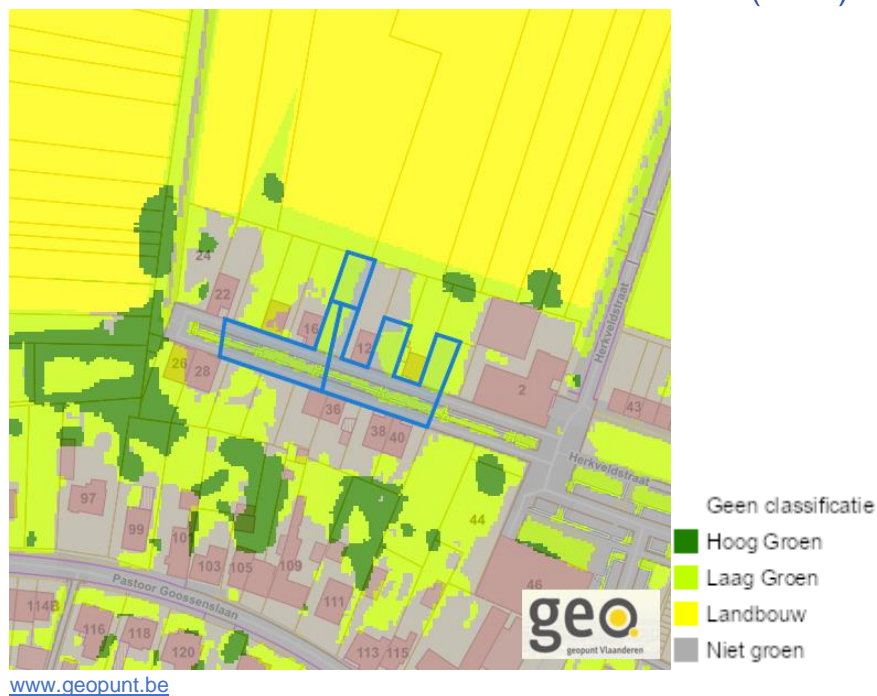 24
22
16
12
26
28
36
38
40
2
43
Herkveldstraat
Herkveldstraat
44
46
97
99
101
103
105
109
111
113
115
114B
116
118
120
Pastoor Goossenslaan
geo
geopunt Vlaanderen
Geen classificatie
Hoog Groen
Laag Groen
Landbouw
Niet groen
www.geopunt.be